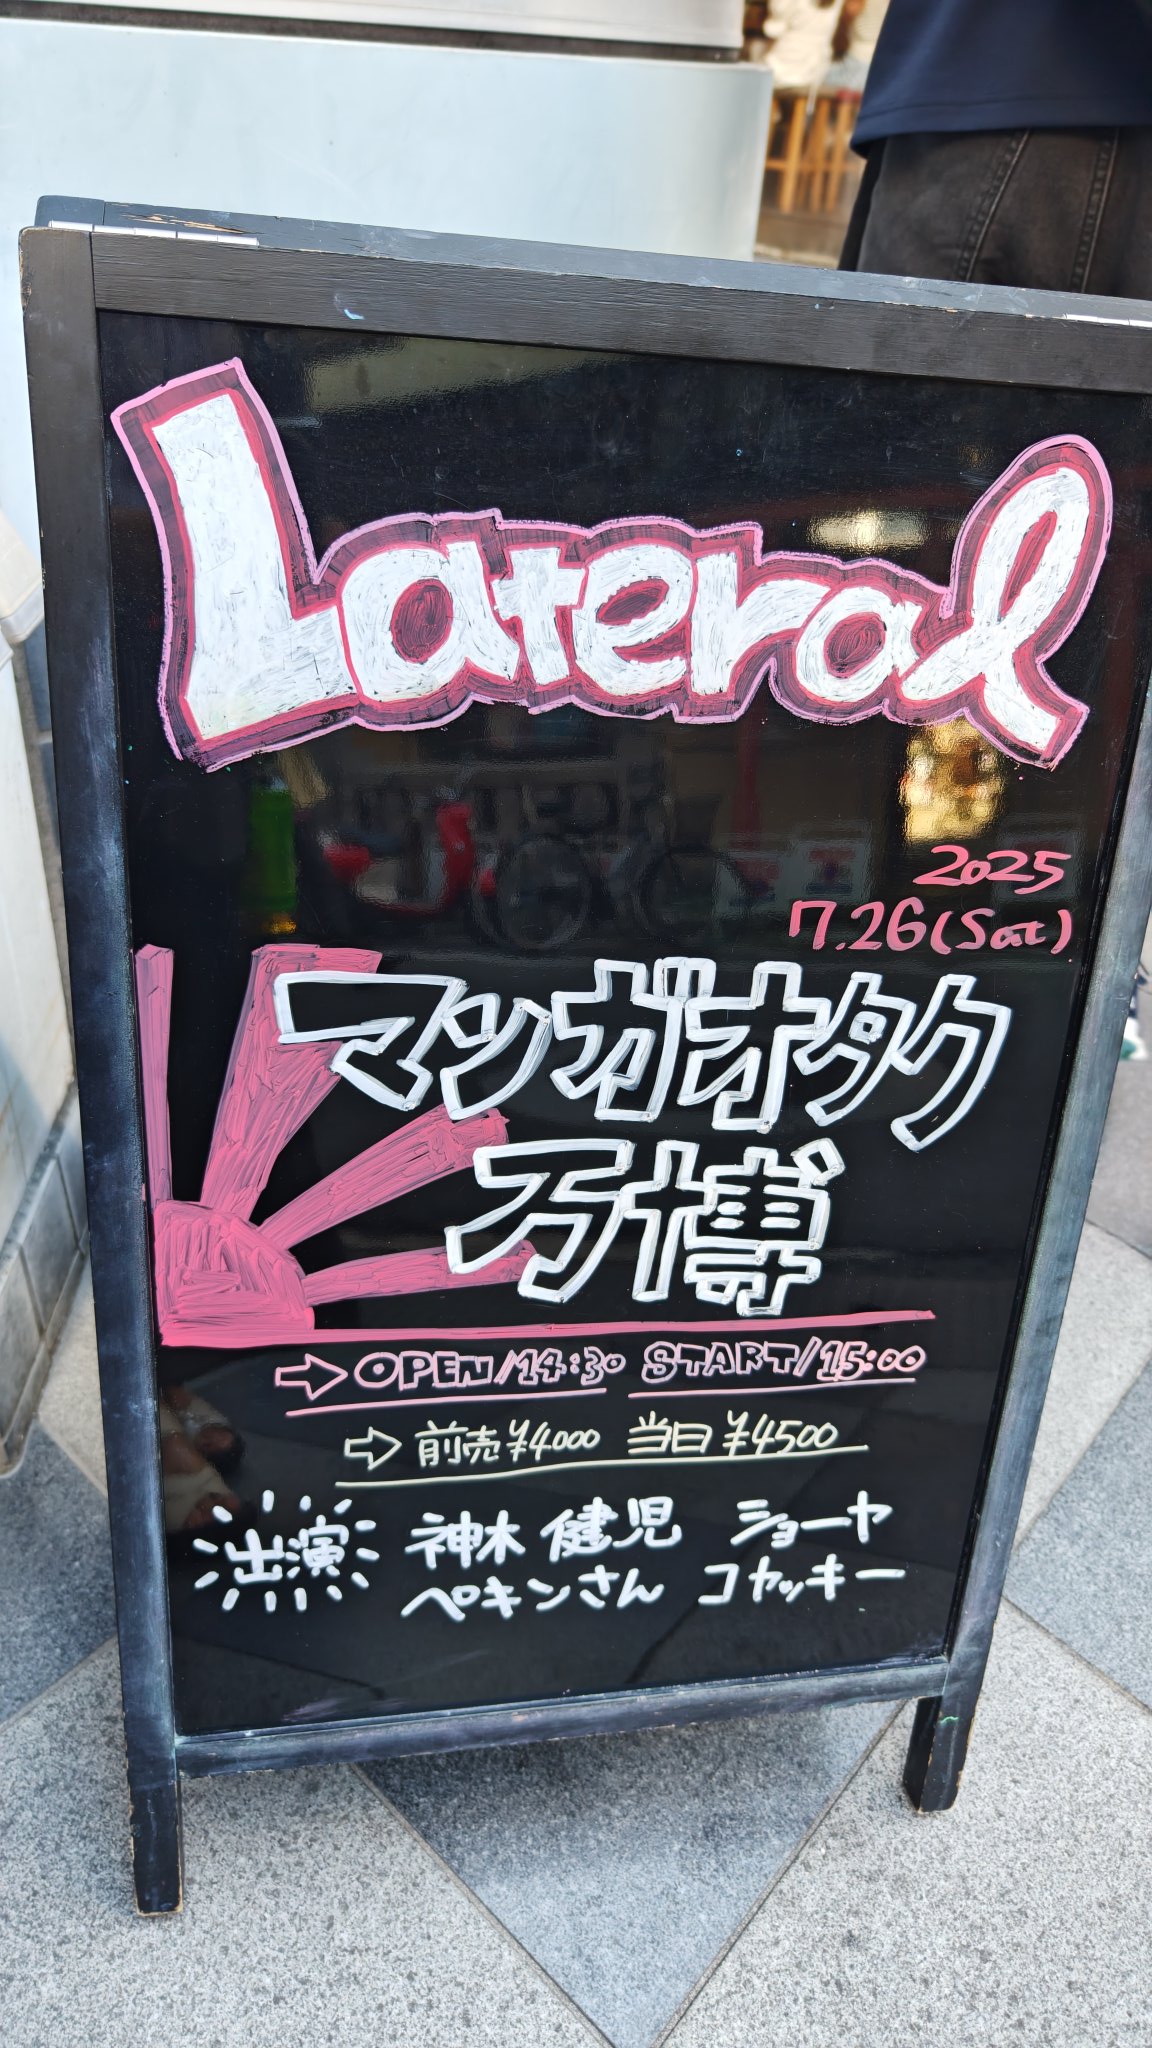 Lateral
2025
7.26(Sat)
マンガオタク
万博
⇨ OPEN/14:30 START/15:00
⇨ 前売¥4000 当日¥4500
出演 神木 健児 ショーヤ
ペキンさん コヤッキー